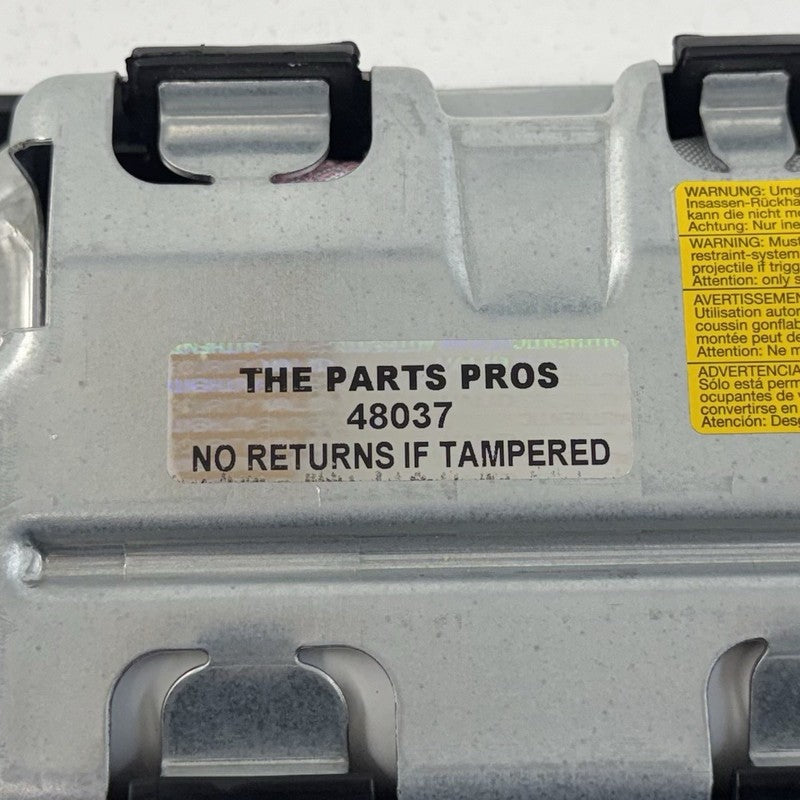 THE PARTS PROS
48037
NO RETURNS IF TAMPERED
WARNUNG: Umg
Insassen-Rückha
kann die nicht m
Achtung: Nur ine
WARNING: Must
restraint-system
projectile if trigg
Attention: only s
AVERTISSEMEN
Utilisation autor
coussin gonflab
montée peut de
Attention: Ne m
ADVERTENCIA
Sólo está perm
ocupantes de v
convertirse en
Atención: Desg